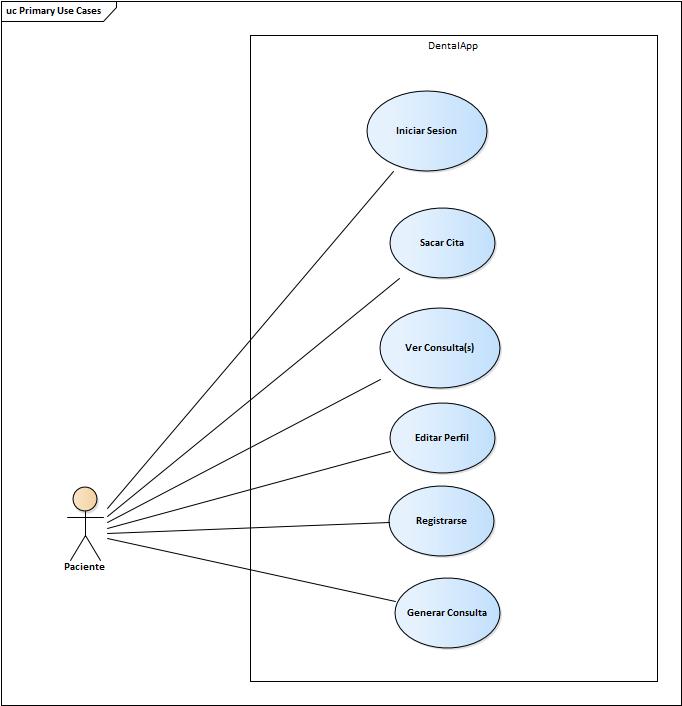 uc Primary Use Cases
DentalApp
Iniciar Sesion
Sacar Cita
Ver Consulta(s)
Editar Perfil
Registrarse
Paciente
Generar Consulta